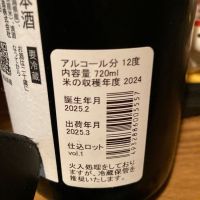 本酒
要冷蔵
アルコール分 12度
内容量 720ml
米の収穫年度 2024
誕生年月
2025.2
出荷年月
2025.3
仕込ロット
vol.1
火入処理をしており
ますが、冷蔵保管を
推奨いたします。